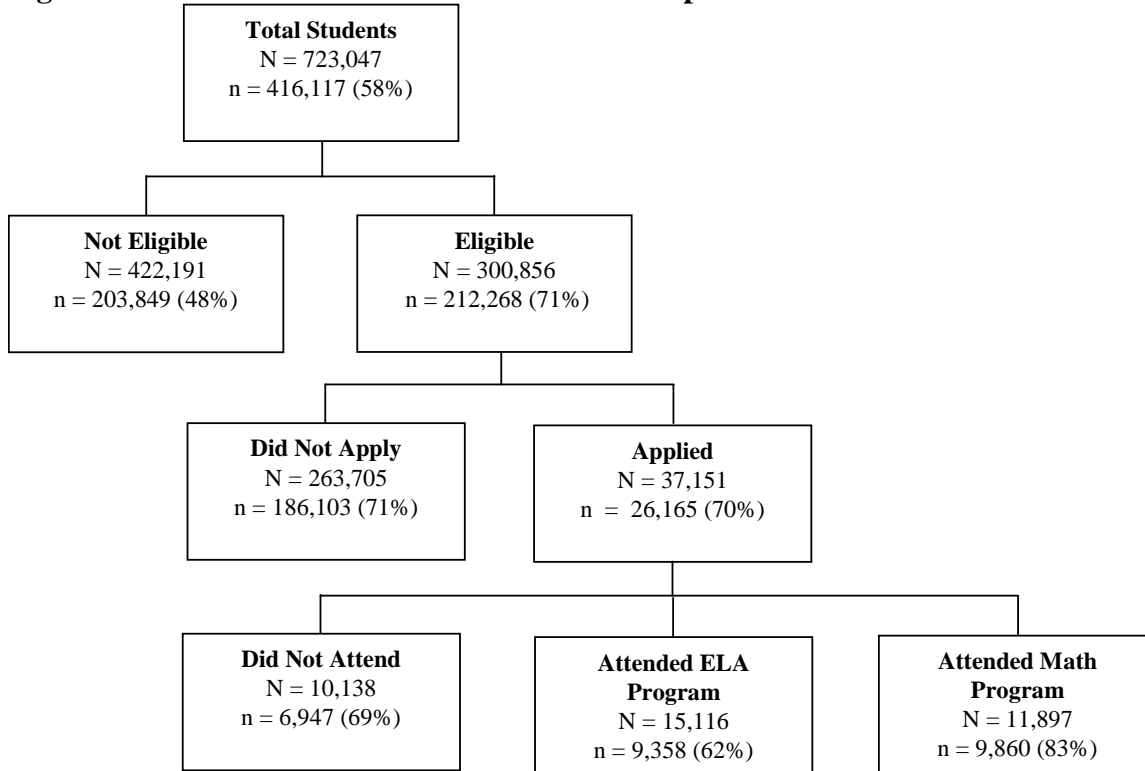 Total Students
N = 723,047
n = 416,117 (58%)
Not Eligible
N = 422,191
n = 203,849 (48%)
Eligible
N = 300,856
n = 212,268 (71%)
Did Not Apply
N = 263,705
n = 186,103 (71%)
Applied
N = 37,151
n = 26,165 (70%)
Did Not Attend
N = 10,138
n = 6,947 (69%)
Attended ELA
Program
N = 15,116
n = 9,358 (62%)
Attended Math
Program
N = 11,897
n = 9,860 (83%)